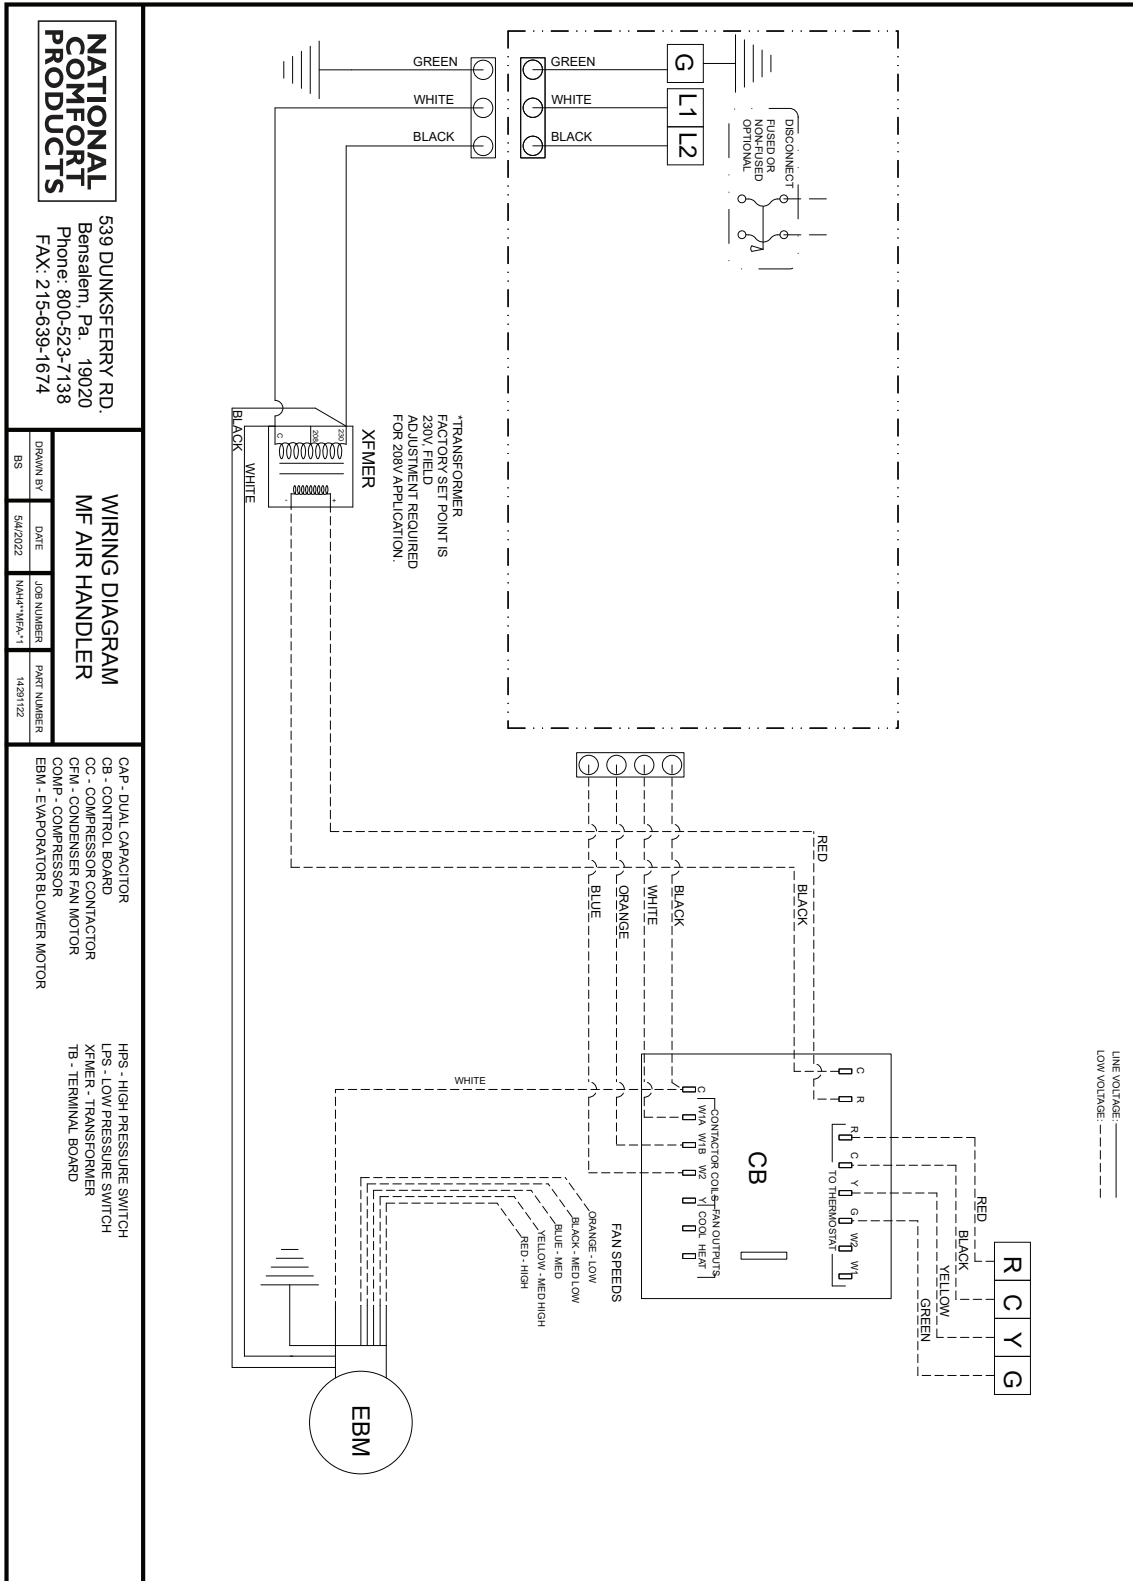 LINE VOLTAGE:
LOW VOLTAGE:
G
L1
L2
DISCONNECT
FUSED OR
NON-FUSED
OPTIONAL
GREEN
WHITE
BLACK
GREEN
WHITE
BLACK
*TRANSFORMER
FACTORY SET POINT IS
230V, FIELD
ADJUSTMENT REQUIRED
FOR 208V APPLICATION.
XFMER
230
208
C
+
-
BLACK
WHITE
RED
BLACK
BLACK
WHITE
ORANGE
BLUE
R
C
Y
G
RED
BLACK
YELLOW
GREEN
C
R
R
C
Y
G
W2
W1
TO THERMOSTAT
CB
CONTACTOR COILS
FAN OUTPUTS
C
W1A
W1B
W2
Y
COOL
HEAT
WHITE
FAN SPEEDS
ORANGE - LOW
BLACK - MED LOW
BLUE - MED
YELLOW - MED HIGH
RED - HIGH
EBM
NATIONAL
COMFORT
PRODUCTS
539 DUNKSFERRY RD.
Bensalem, Pa. 19020
Phone: 800-523-7138
FAX: 215-639-1674
WIRING DIAGRAM
MF AIR HANDLER
DRAWN BY
DATE
JOB NUMBER
PART NUMBER
BS
5/4/2022
NAH4**MFA-*1
14291122
CAP - DUAL CAPACITOR
CB - CONTROL BOARD
CC - COMPRESSOR CONTACTOR
CFM - CONDENSER FAN MOTOR
COMP - COMPRESSOR
EBM - EVAPORATOR BLOWER MOTOR
HPS - HIGH PRESSURE SWITCH
LPS - LOW PRESSURE SWITCH
XFMER - TRANSFORMER
TB - TERMINAL BOARD